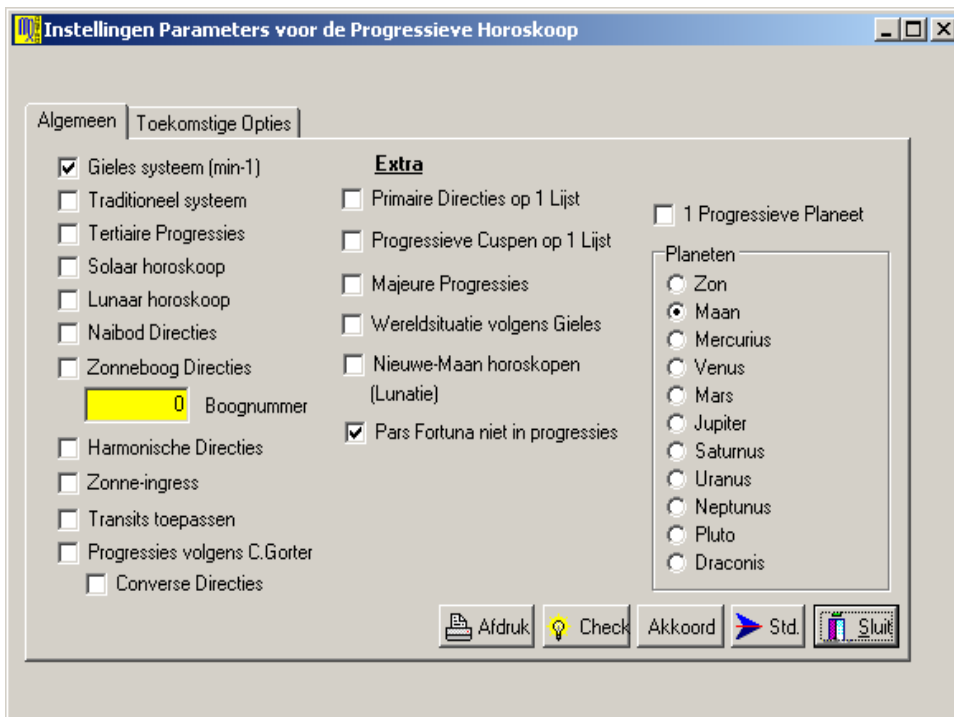 Instellingen Parameters voor de Progressieve Horoskoop
Algemeen
Toekomstige Opties
Gieles systeem (min-1)
Traditioneel systeem
Tertiaire Progressies
Solaar horoskoop
Lunaar horoskoop
Naibod Directies
Zonneboog Directies
0 Boognummer
Harmonische Directies
Zonne-ingress
Transits toepassen
Progressies volgens C.Gorter
Converse Directies
Extra
Primaire Directies op 1 Lijst
Progressieve Cuspen op 1 Lijst
Majeure Progressies
Wereldsituatie volgens Gieles
Nieuwe-Maan horoskopen
(Lunatie)
Pars Fortuna niet in progressies
1 Progressieve Planeet
Planeten
Zon
Maan
Mercurius
Venus
Mars
Jupiter
Saturnus
Uranus
Neptunus
Pluto
Draconis
Afdruk
Check
Akkoord
Std.
Sluit